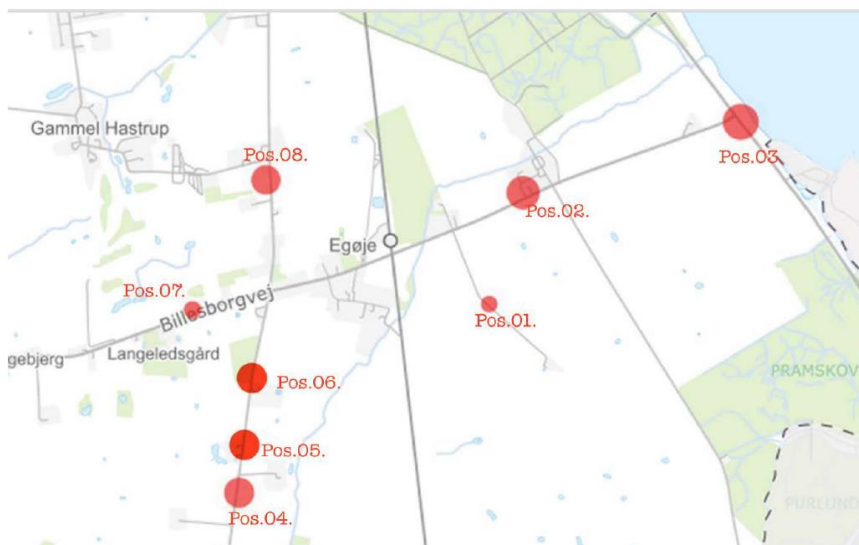 Gammel Hastrup
Pos.08.
Pos.03.
Pos.02.
Egøje
Pos.07.
Billesborgvej
Pos.01.
gebjerg
Langeledsgård
Pos.06.
PRAMSKOV
Pos.05.
Pos.04.
PURLUND